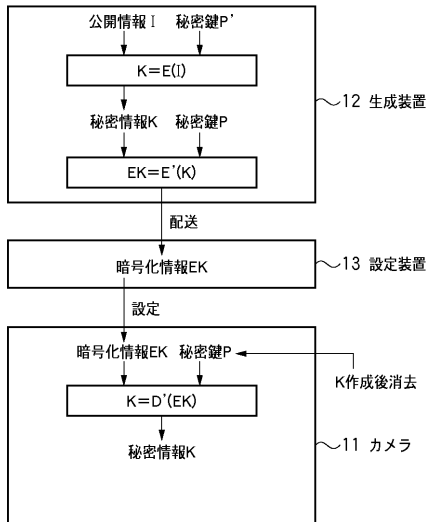 公開情報I 秘密鍵P'
K=E(I)
秘密情報K 秘密鍵P
EK=E'(K)
12 生成装置
配送
暗号化情報EK
13 設定装置
設定
暗号化情報EK 秘密鍵P
K作成後消去
K=D'(EK)
秘密情報K
11 カメラ